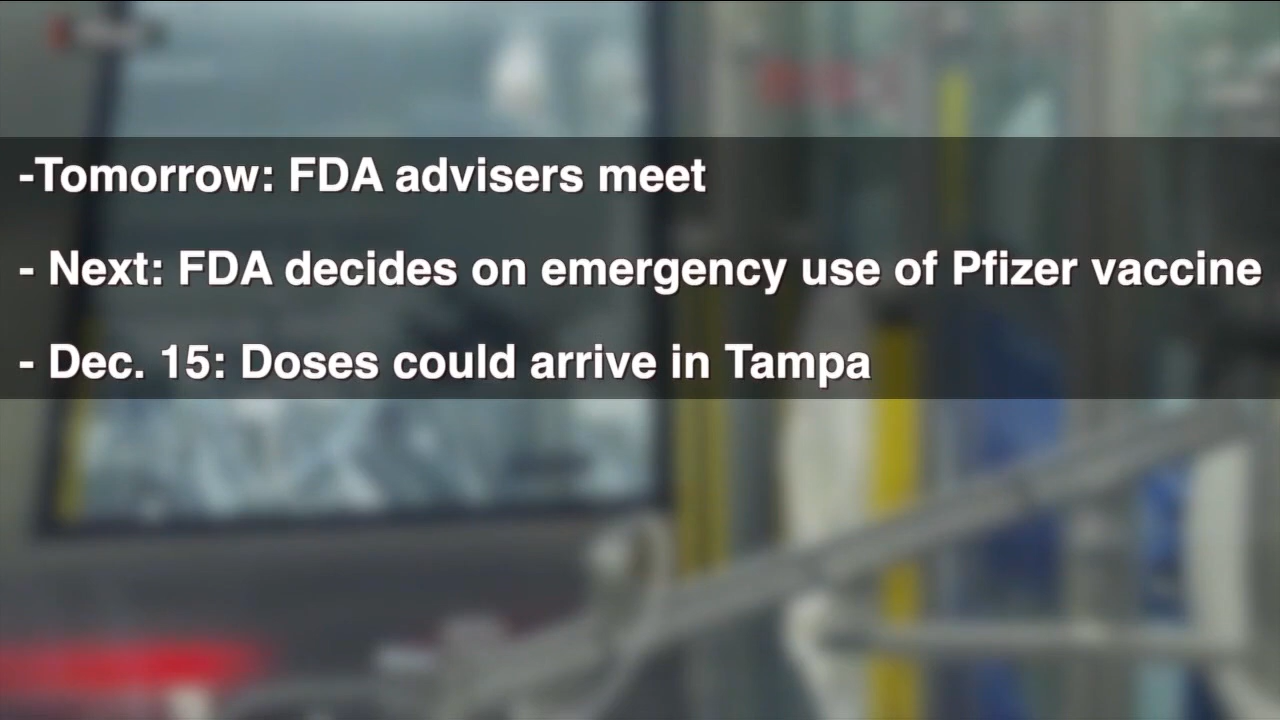 -Tomorrow: FDA advisers meet
- Next: FDA decides on emergency use of Pfizer vaccine
- Dec. 15: Doses could arrive in Tampa